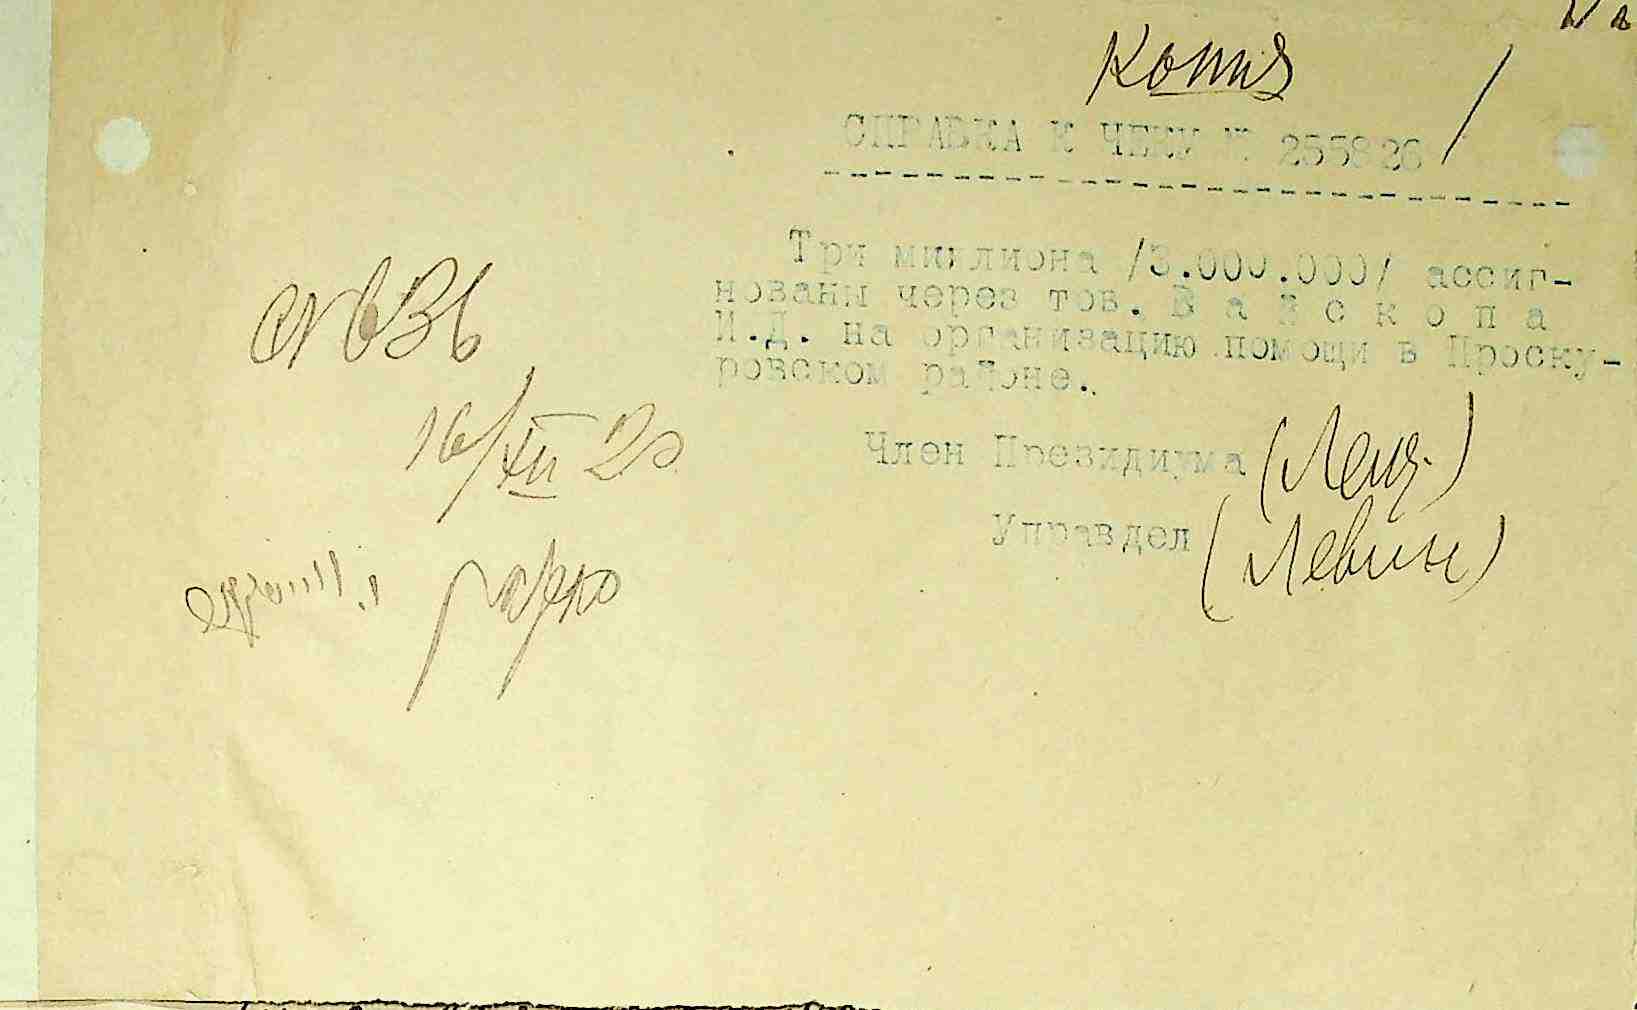 Копия
СПРАВКА К ЧЕКУ № 255826
Три миллиона /3.000.000/ ассиг-
нованы через тов. В а й с к о п а
И.Д. на организацию помощи в Проску-
ровском районе.
Член Президиума (Лещ.)
Управдел (Левин)
16/XII 20